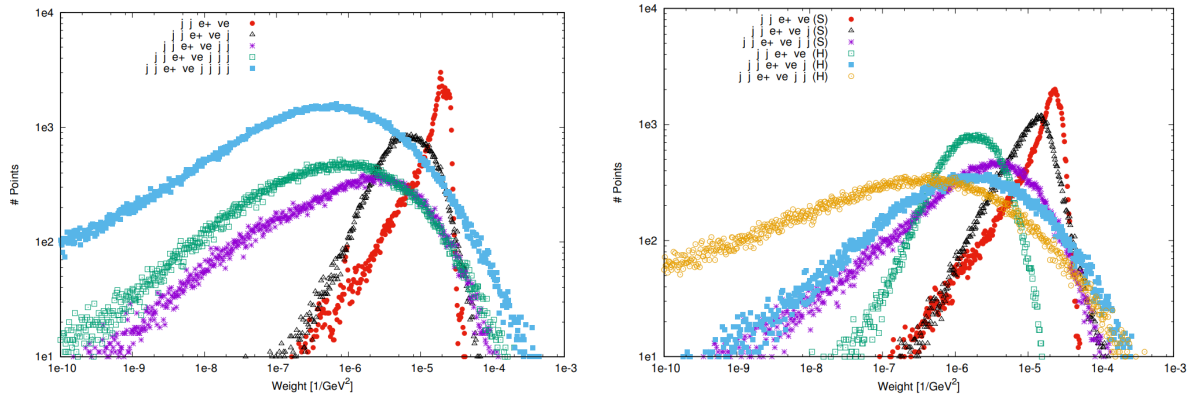 1e4
1e3
1e2
1e1
# Points
j j e+ ve
j j e+ ve j
j j e+ ve j j
j j e+ ve j j j
j j e+ ve j j j j
1e-10 1e-9 1e-8 1e-7 1e-6 1e-5 1e-4 1e-3
Weight [1/GeV²]
1e4
1e3
1e2
1e1
# Points
j j e+ ve (S)
j j e+ ve j (S)
j j e+ ve j j (S)
j j e+ ve (H)
j j e+ ve j (H)
j j e+ ve j j (H)
1e-10 1e-9 1e-8 1e-7 1e-6 1e-5 1e-4 1e-3
Weight [1/GeV²]